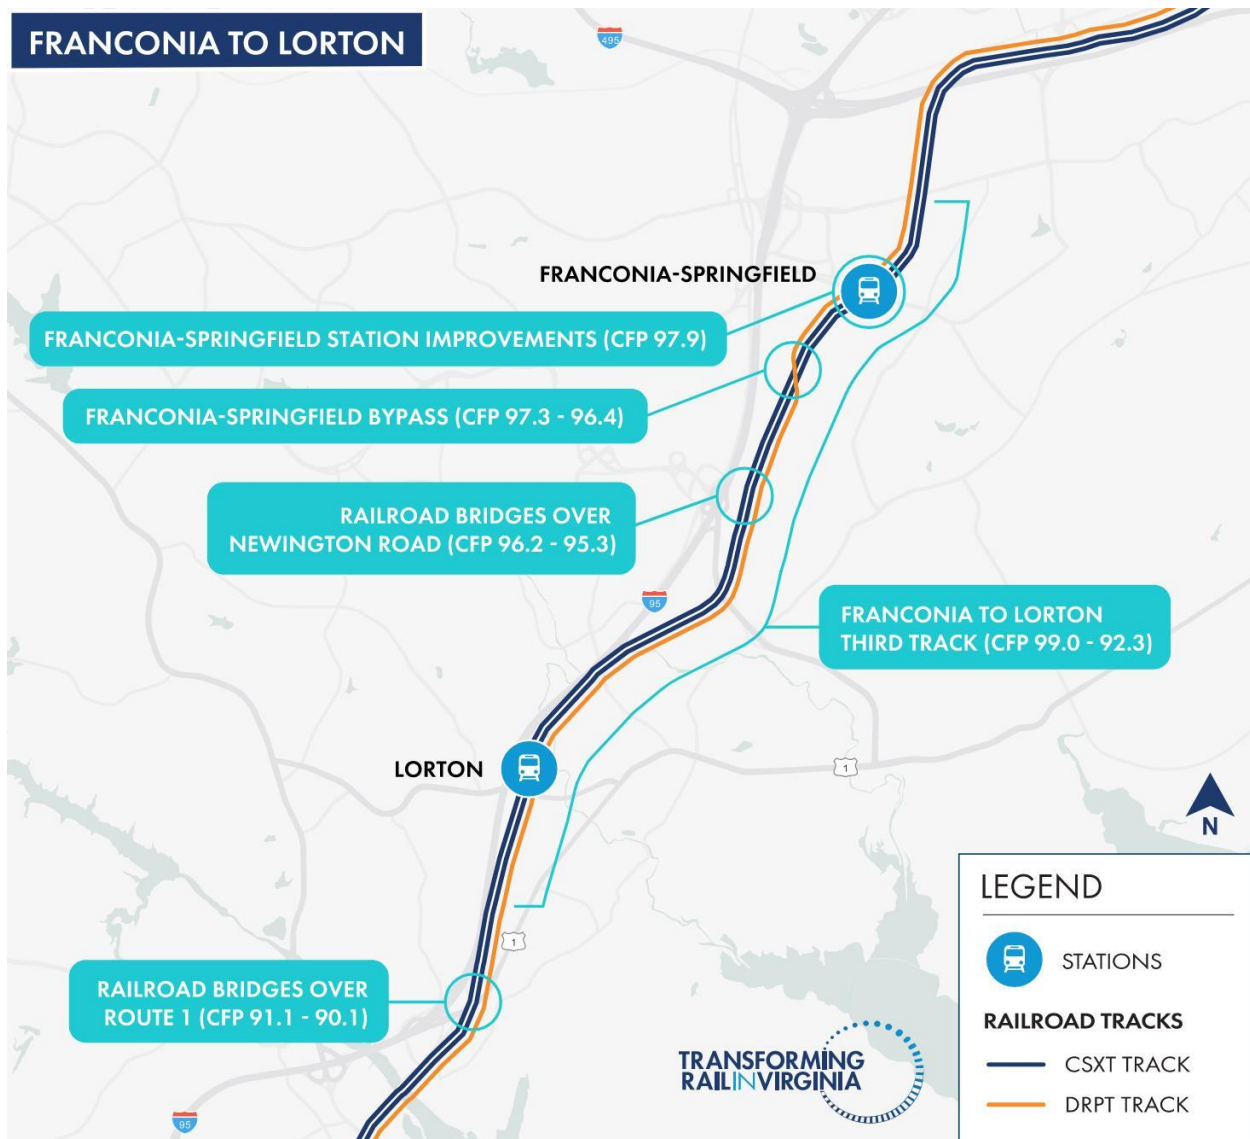 FRANCONIA TO LORTON
495
FRANCONIA-SPRINGFIELD
FRANCONIA-SPRINGFIELD STATION IMPROVEMENTS (CFP 97.9)
FRANCONIA-SPRINGFIELD BYPASS (CFP 97.3 - 96.4)
RAILROAD BRIDGES OVER
NEWINGTON ROAD (CFP 96.2 - 95.3)
95
FRANCONIA TO LORTON
THIRD TRACK (CFP 99.0 - 92.3)
LORTON
1
N
LEGEND
STATIONS
RAILROAD TRACKS
CSXT TRACK
DRPT TRACK
1
RAILROAD BRIDGES OVER
ROUTE 1 (CFP 91.1 - 90.1)
TRANSFORMING
RAILINVIRGINIA
95